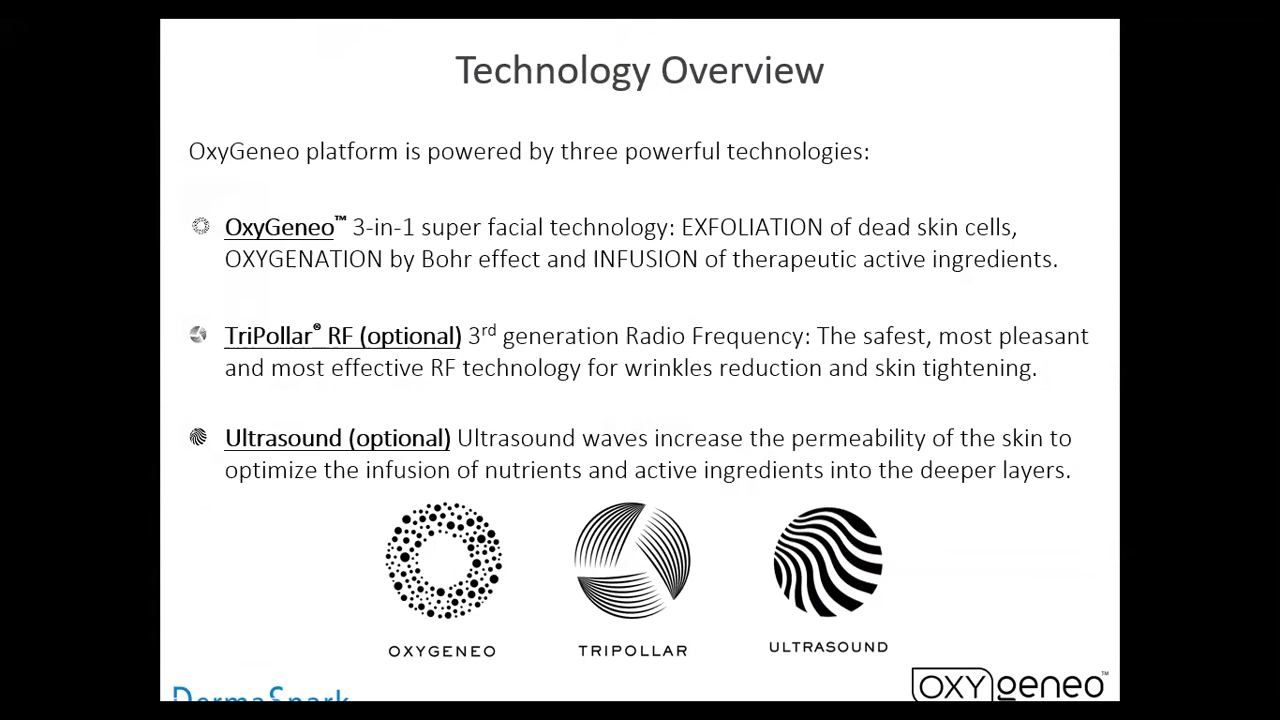 Technology Overview
OxyGeneo platform is powered by three powerful technologies:
OxyGeneo™ 3-in-1 super facial technology: EXFOLIATION of dead skin cells,
OXYGENATION by Bohr effect and INFUSION of therapeutic active ingredients.
TriPollar® RF (optional) 3rd generation Radio Frequency: The safest, most pleasant
and most effective RF technology for wrinkles reduction and skin tightening.
Ultrasound (optional) Ultrasound waves increase the permeability of the skin to
optimize the infusion of nutrients and active ingredients into the deeper layers.
OXYGENEO TRIPOLLAR ULTRASOUND
DermaSpark
OXYgeneo™